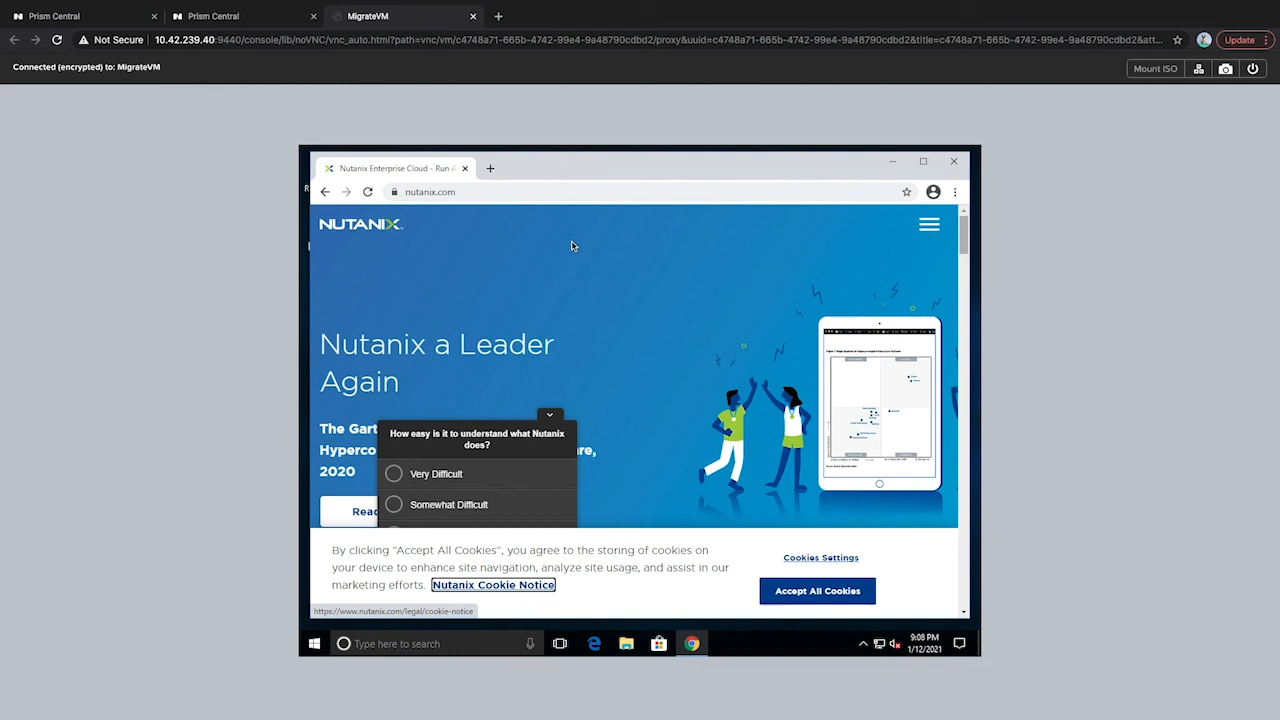 Prism Central
Prism Central
MigrateVM
Not Secure
10.42.239.40:9440/console/lib/noVNC/vnc_auto.html?path=vnc/vm/c4748a71-665b-4742-99e4-9a48790cdbd2/proxy&uuid=c4748a71-665b-4742-99e4-9a48790cdbd2&title=c4748a71-665b-4742-99e4-9a48790cdbd2&att...
Update
Connected (encrypted) to: MigrateVM
Mount ISO
Nutanix Enterprise Cloud - Run A
nutanix.com
NUTANIX
Nutanix a Leader
Again
The Gart
Hyperco
re,
2020
Reac
How easy is it to understand what Nutanix
does?
Very Difficult
Somewhat Difficult
By clicking "Accept All Cookies", you agree to the storing of cookies on
your device to enhance site navigation, analyze site usage, and assist in our
marketing efforts. Nutanix Cookie Notice
Cookies Settings
Accept All Cookies
https://www.nutanix.com/legal/cookie-notice
Type here to search
9:08 PM
1/12/2021